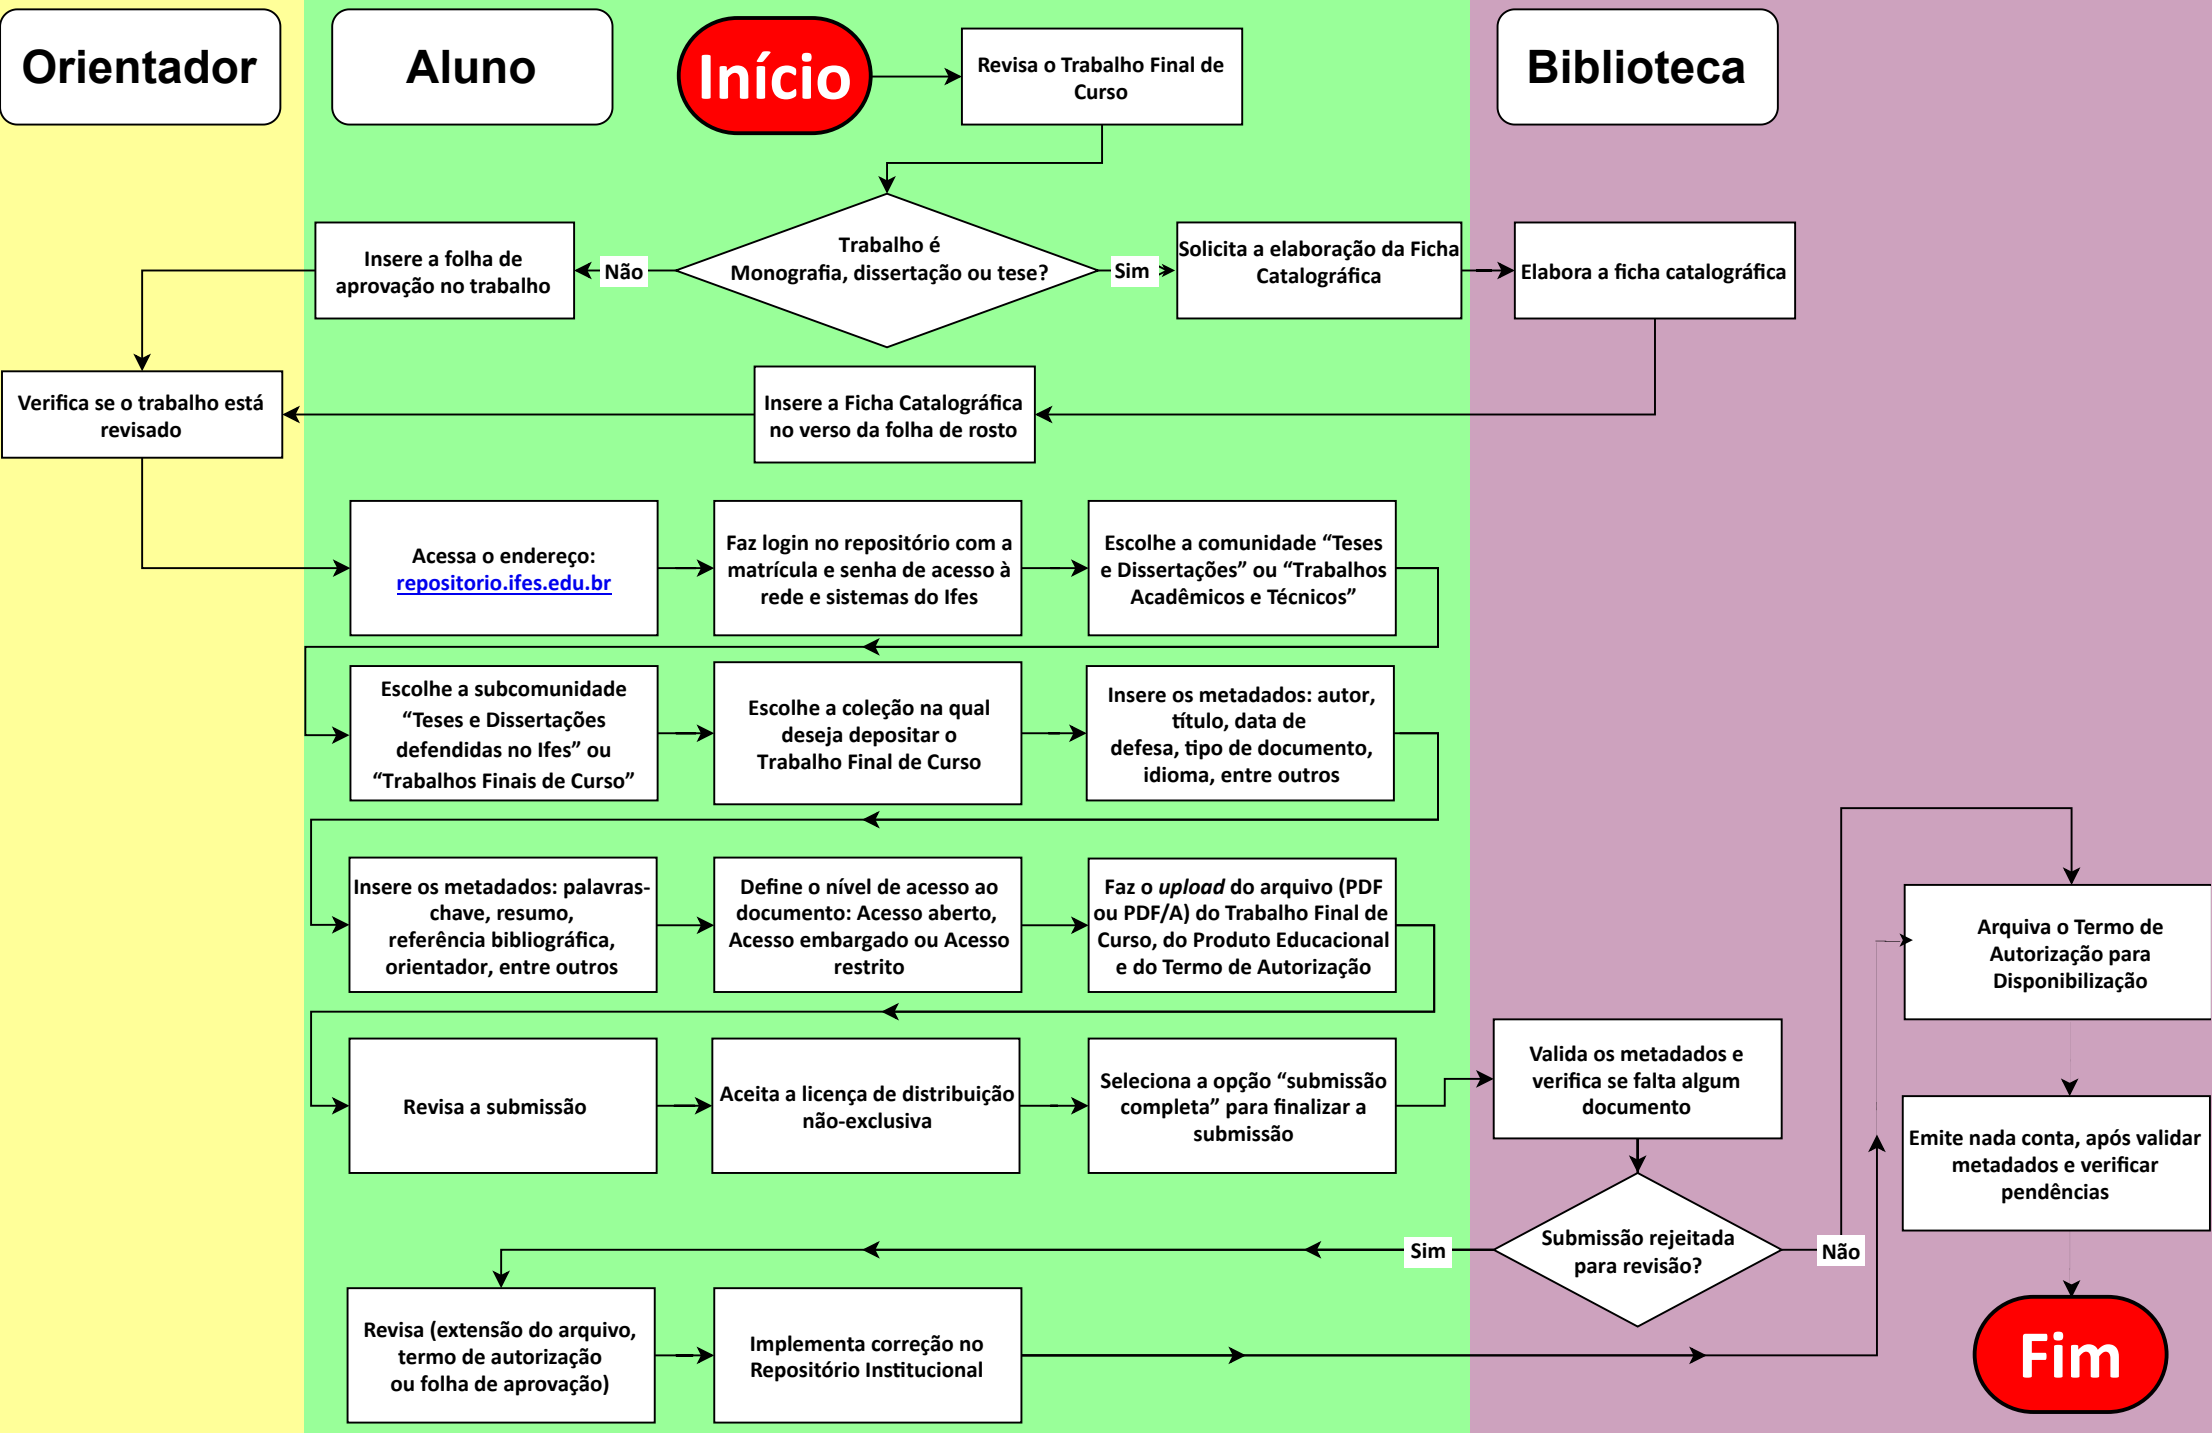 Orientador
Aluno
Início
Revisa o Trabalho Final de
Curso
Biblioteca
Trabalho é
Monografia, dissertação ou tese?
Não
Insere a folha de
aprovação no trabalho
Sim
Solicita a elaboração da Ficha
Catalográfica
Elabora a ficha catalográfica
Insere a Ficha Catalográfica
no verso da folha de rosto
Verifica se o trabalho está
revisado
Acessa o endereço:
repositorio.ifes.edu.br
Faz login no repositório com a
matrícula e senha de acesso à
rede e sistemas do Ifes
Escolhe a comunidade “Teses
e Dissertações” ou “Trabalhos
Acadêmicos e Técnicos”
Escolhe a subcomunidade
“Teses e Dissertações
defendidas no Ifes” ou
“Trabalhos Finais de Curso”
Escolhe a coleção na qual
deseja depositar o
Trabalho Final de Curso
Insere os metadados: autor,
título, data de
defesa, tipo de documento,
idioma, entre outros
Insere os metadados: palavras-
chave, resumo,
referência bibliográfica,
orientador, entre outros
Define o nível de acesso ao
documento: Acesso aberto,
Acesso embargado ou Acesso
restrito
Faz o upload do arquivo (PDF
ou PDF/A) do Trabalho Final de
Curso, do Produto Educacional
e do Termo de Autorização
Revisa a submissão
Aceita a licença de distribuição
não-exclusiva
Seleciona a opção “submissão
completa” para finalizar a
submissão
Valida os metadados e
verifica se falta algum
documento
Submissão rejeitada
para revisão?
Sim
Não
Revisa (extensão do arquivo,
termo de autorização
ou folha de aprovação)
Implementa correção no
Repositório Institucional
Arquiva o Termo de
Autorização para
Disponibilização
Emite nada conta, após validar
metadados e verificar
pendências
Fim